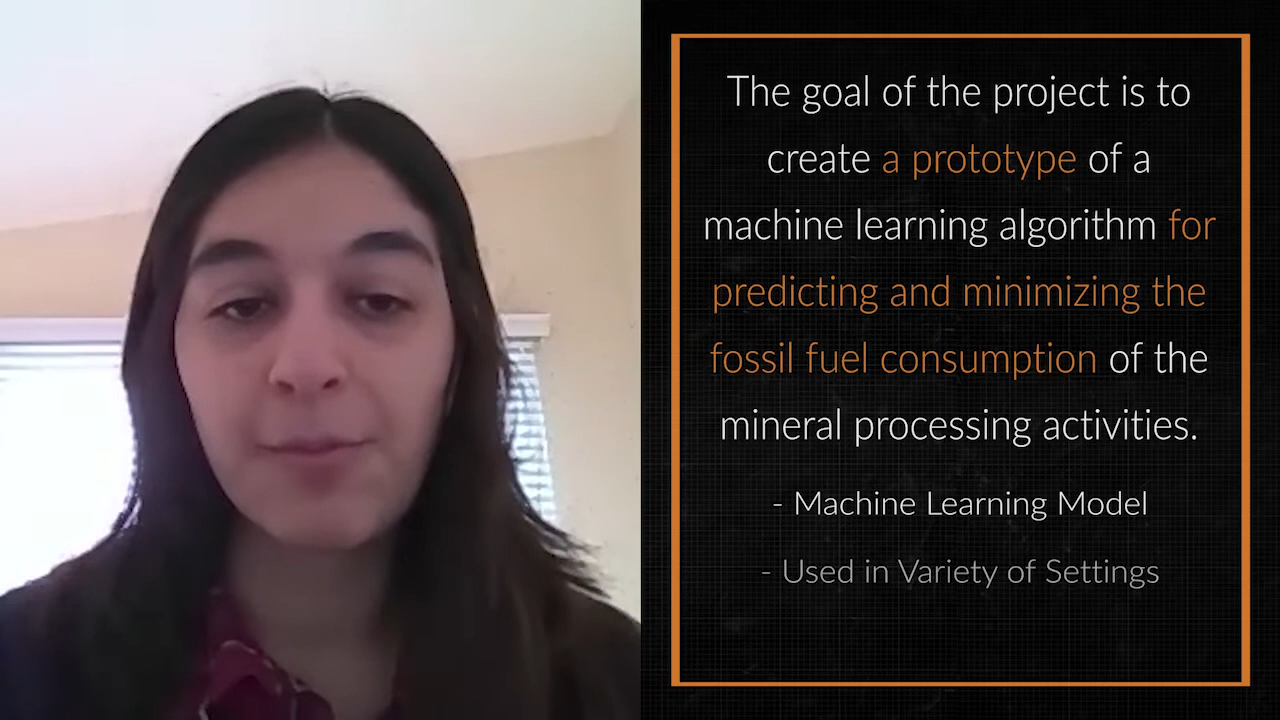 The goal of the project is to
create a prototype of a
machine learning algorithm for
predicting and minimizing the
fossil fuel consumption of the
mineral processing activities.
- Machine Learning Model
- Used in Variety of Settings